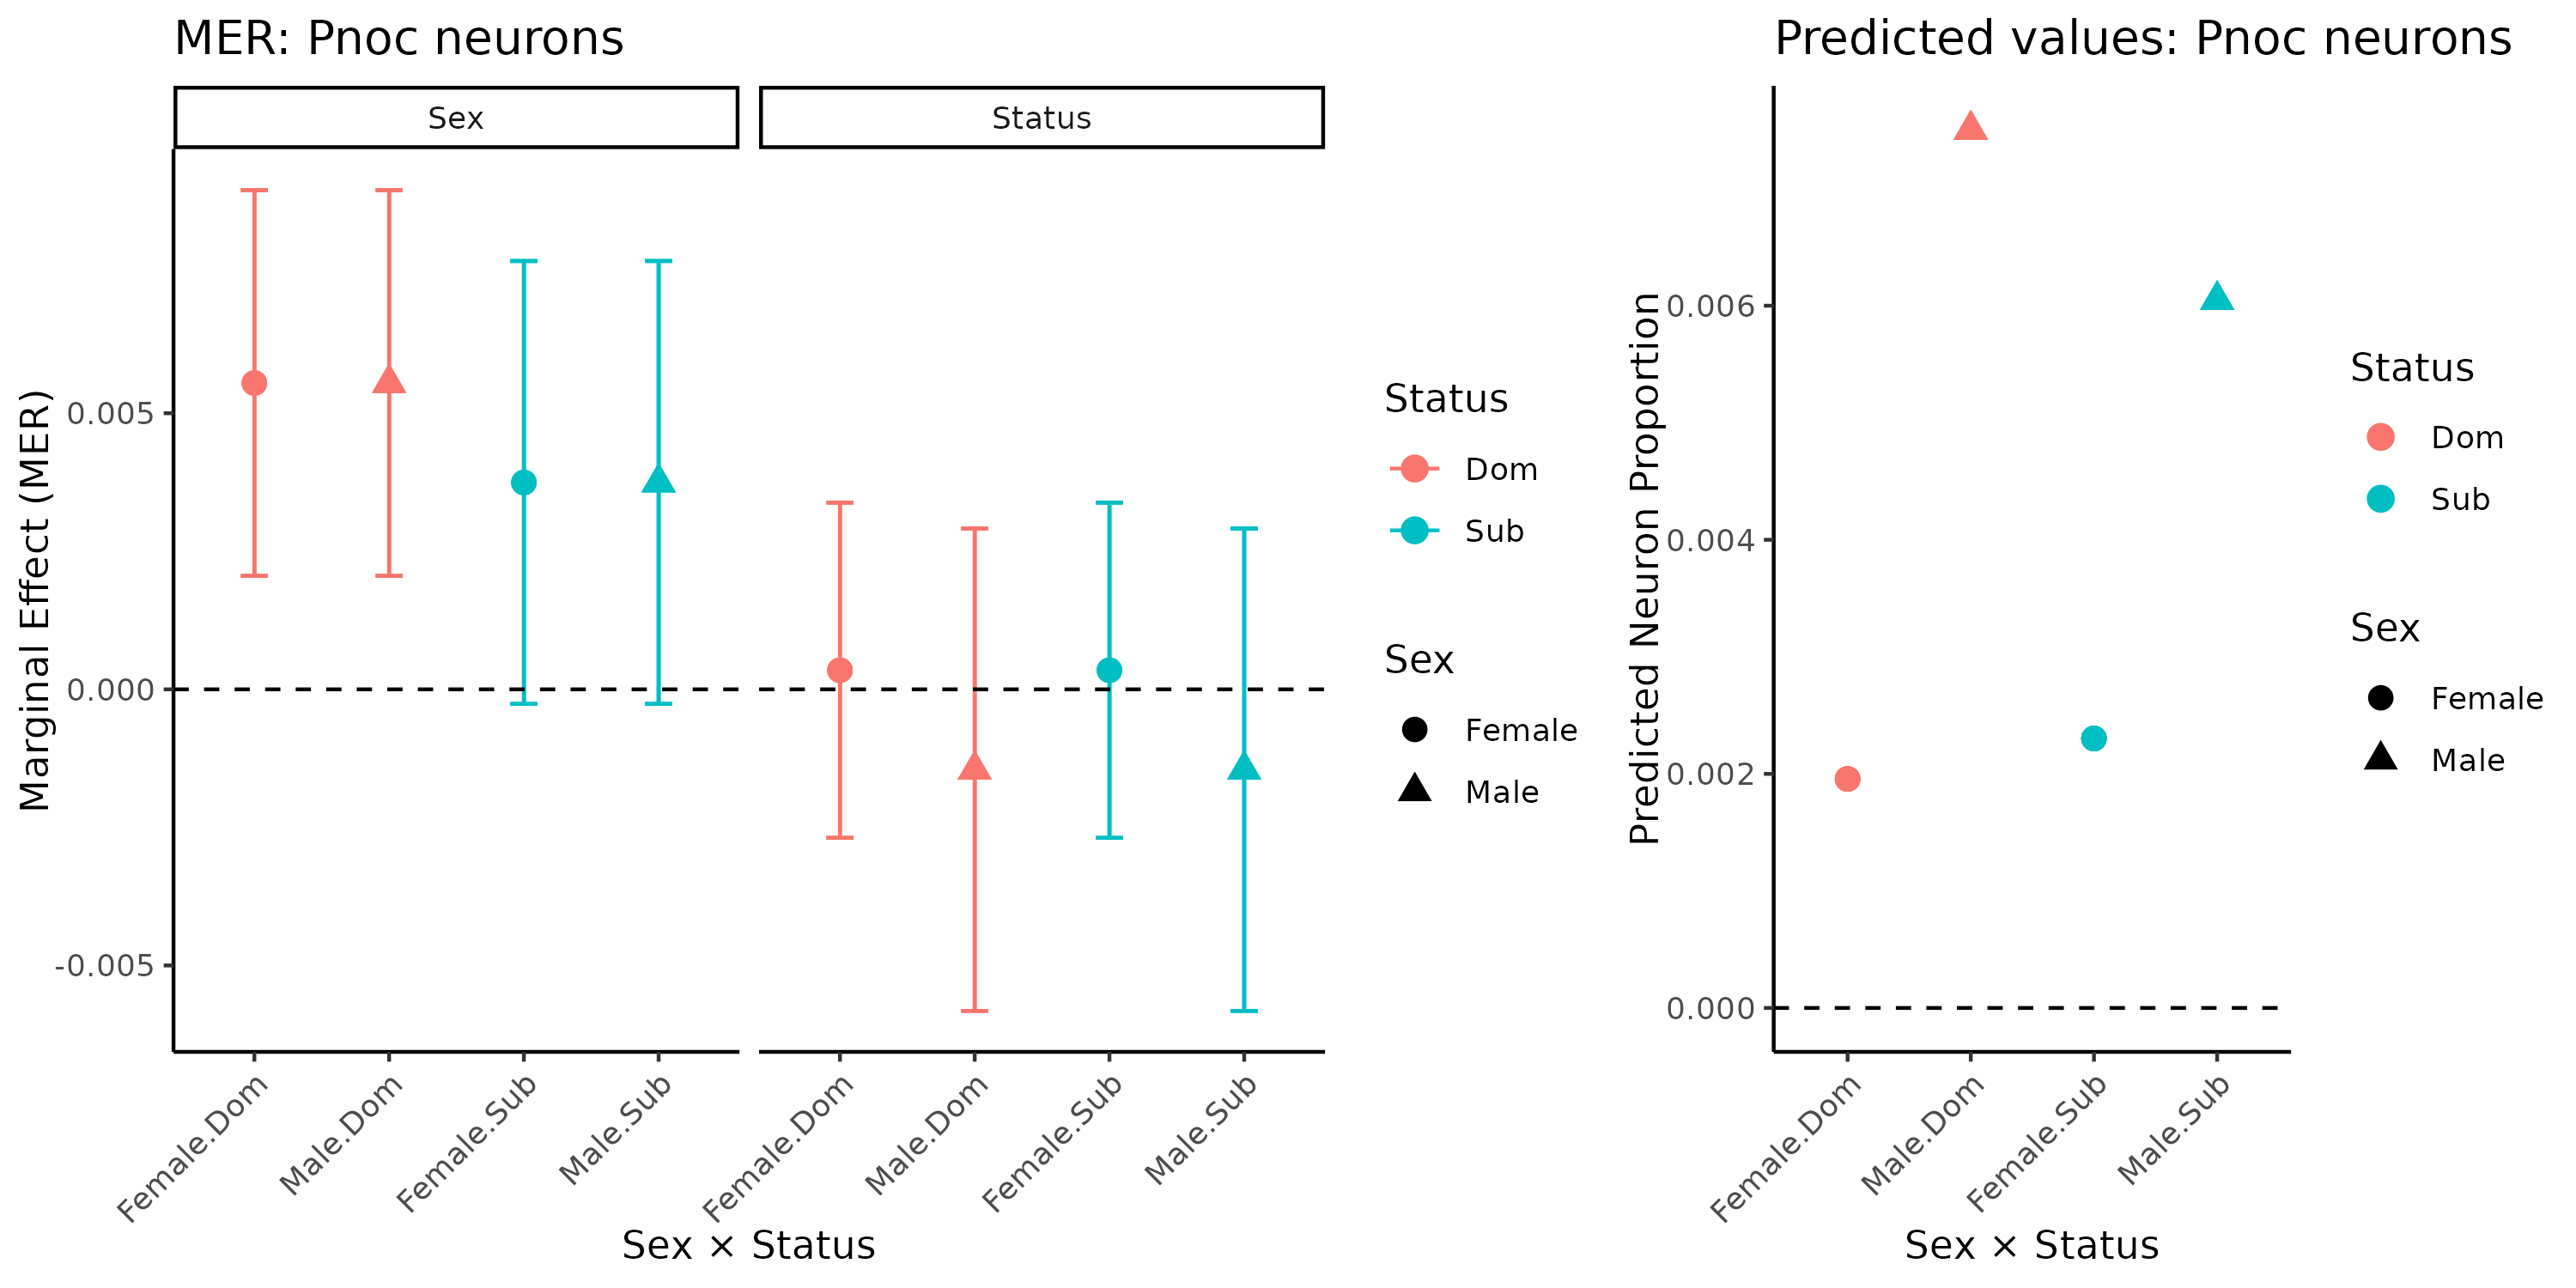 MER: Pnoc neurons
Sex
Status
Marginal Effect (MER)
0.005
0.000
-0.005
Female.Dom
Male.Dom
Female.Sub
Male.Sub
Female.Dom
Male.Dom
Female.Sub
Male.Sub
Sex × Status
Status
Dom
Sub
Sex
Female
Male
Predicted values: Pnoc neurons
Predicted Neuron Proportion
0.006
0.004
0.002
0.000
Female.Dom
Male.Dom
Female.Sub
Male.Sub
Sex × Status
Status
Dom
Sub
Sex
Female
Male